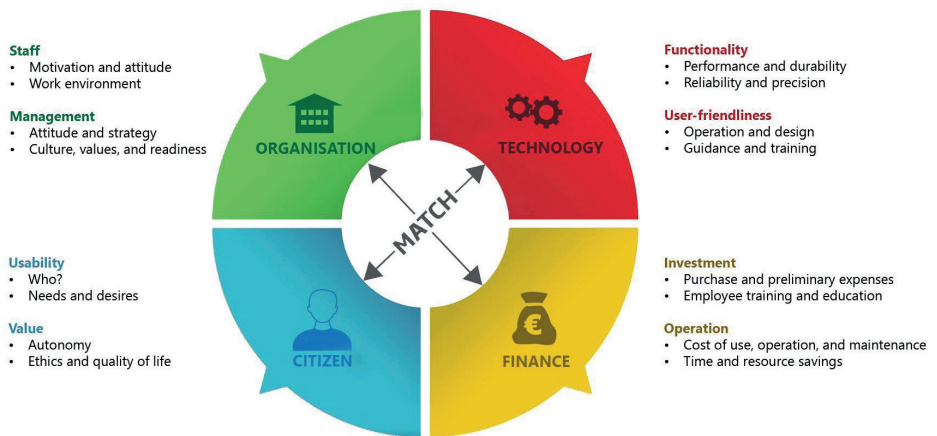 Staff
• Motivation and attitude
• Work environment
Management
• Attitude and strategy
• Culture, values, and readiness
ORGANISATION
TECHNOLOGY
Functionality
• Performance and durability
• Reliability and precision
User-friendliness
• Operation and design
• Guidance and training
MATCH
Usability
• Who?
• Needs and desires
Value
• Autonomy
• Ethics and quality of life
CITIZEN
€
FINANCE
Investment
• Purchase and preliminary expenses
• Employee training and education
Operation
• Cost of use, operation, and maintenance
• Time and resource savings